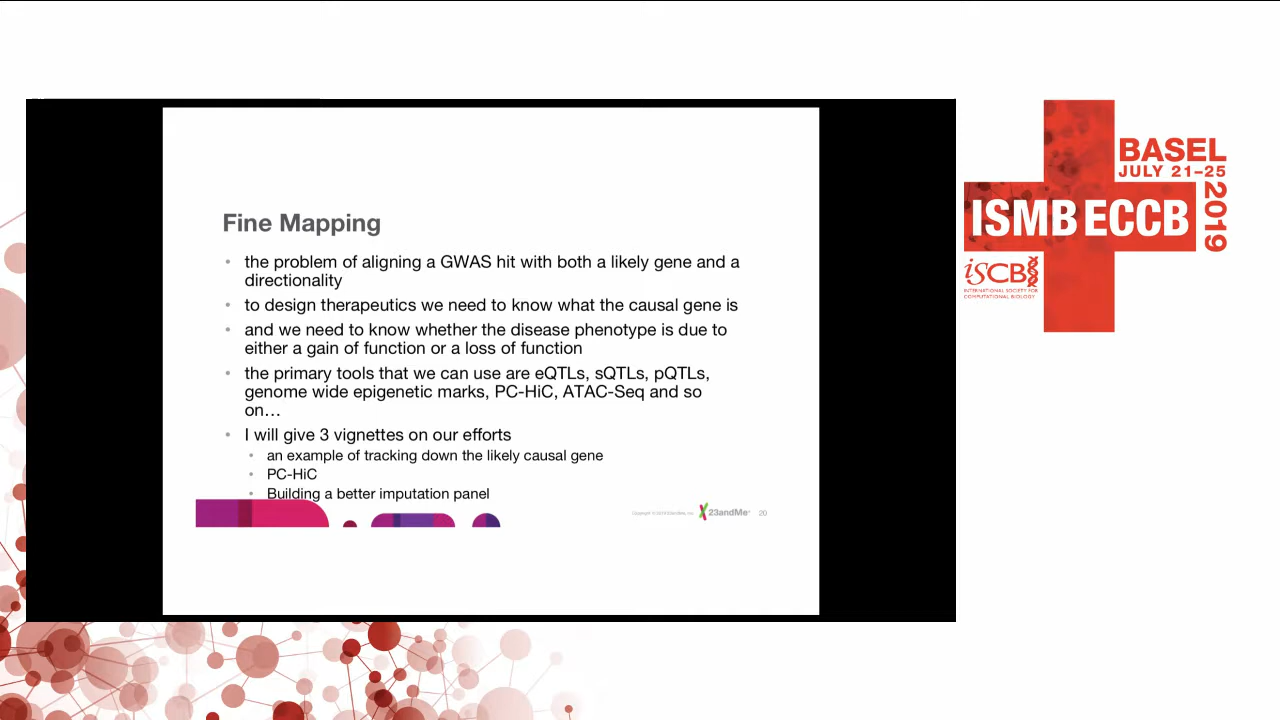 Fine Mapping
• the problem of aligning a GWAS hit with both a likely gene and a
directionality
• to design therapeutics we need to know what the causal gene is
• and we need to know whether the disease phenotype is due to
either a gain of function or a loss of function
• the primary tools that we can use are eQTLs, sQTLs, pQTLs,
genome wide epigenetic marks, PC-HiC, ATAC-Seq and so
on…
• I will give 3 vignettes on our efforts
• an example of tracking down the likely causal gene
• PC-HiC
• Building a better imputation panel
Copyright © 2019 23andMe, Inc.
23andMe
20
BASEL
JULY 21–25
2019
ISMB ECCB
iSCB
INTERNATIONAL SOCIETY FOR
COMPUTATIONAL BIOLOGY